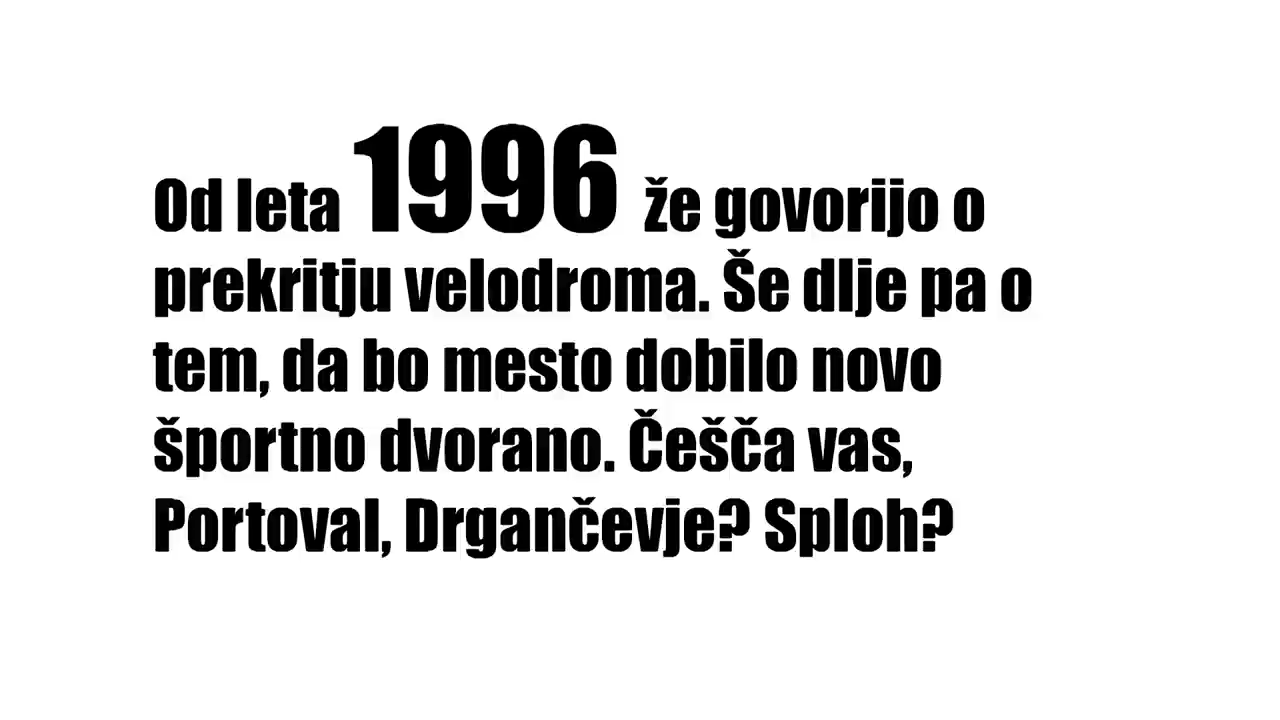 Od leta 1996 že govorijo o
prekritju velodroma. Še dlje pa o
tem, da bo mesto dobilo novo
športno dvorano. Češča vas,
Portoval, Drgančevje? Sploh?